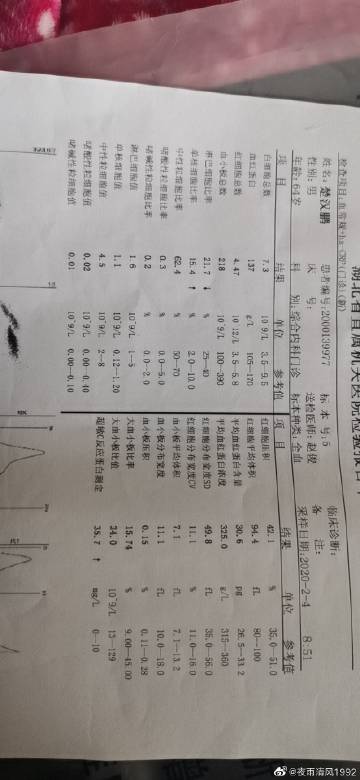 湖北省直属机关医院检验报告
检查项目:血常规+hs-CRP(门诊)(新)
姓名: 楚汉鹏 患者编号:2000139977 标本号:5 临床诊断:
性别: 男 床号: 送检医师:赵骏 备注:
年龄: 64岁 科别:综合内科门诊 标本种类:全血 采样日期:2020-2-4 8:51
项目 结果 单位 参考值 项目 结果 单位 参考值
白细胞总数 7.3 10^9/L 3.5--9.5 红细胞压积 42.1 % 35.0--51.0
血红蛋白 137 g/L 105--170 红细胞平均体积 94.4 fL 80--100
红细胞总数 4.47 10^12/L 3.5--5.8 平均血红蛋白含量 30.6 pg 26.5--33.2
血小板总数 218 10^9/L 100--390 平均血红蛋白浓度 325.0 g/L 315--360
淋巴细胞比率 21.7 ↓ % 25--40 红细胞分布宽度SD 49.8 fL 35.0--56.0
单核细胞比率 15.4 ↑ % 2.0--10.0 红细胞分布宽度CV 11.1 % 11.0--16.0
中性粒细胞比率 62.4 % 50--70 血小板平均体积 7.1 fL 7.1--13.2
嗜酸性粒细胞比率 0.3 % 0.0--5.0 血小板分布宽度 11.1 fL 10.0--18.0
嗜碱性粒细胞比率 0.2 % 0.0--2.0 血小板压积 0.15 % 0.11--0.28
淋巴细胞值 1.6 10^9/L 1--5 大血小板比率 15.74 % 9.00--45.00
单核细胞值 1.1 10^9/L 0.12--1.20 大血小板值 34.0 10^9/L 13--129
中性粒细胞值 4.5 10^9/L 2--8 超敏C反应蛋白测定 35.7 ↑ mg/L 0--10
嗜酸性粒细胞值 0.02 10^9/L 0.00--0.40
嗜碱性粒细胞值 0.01 10^9/L 0.00--0.10
@夜雨清风1992